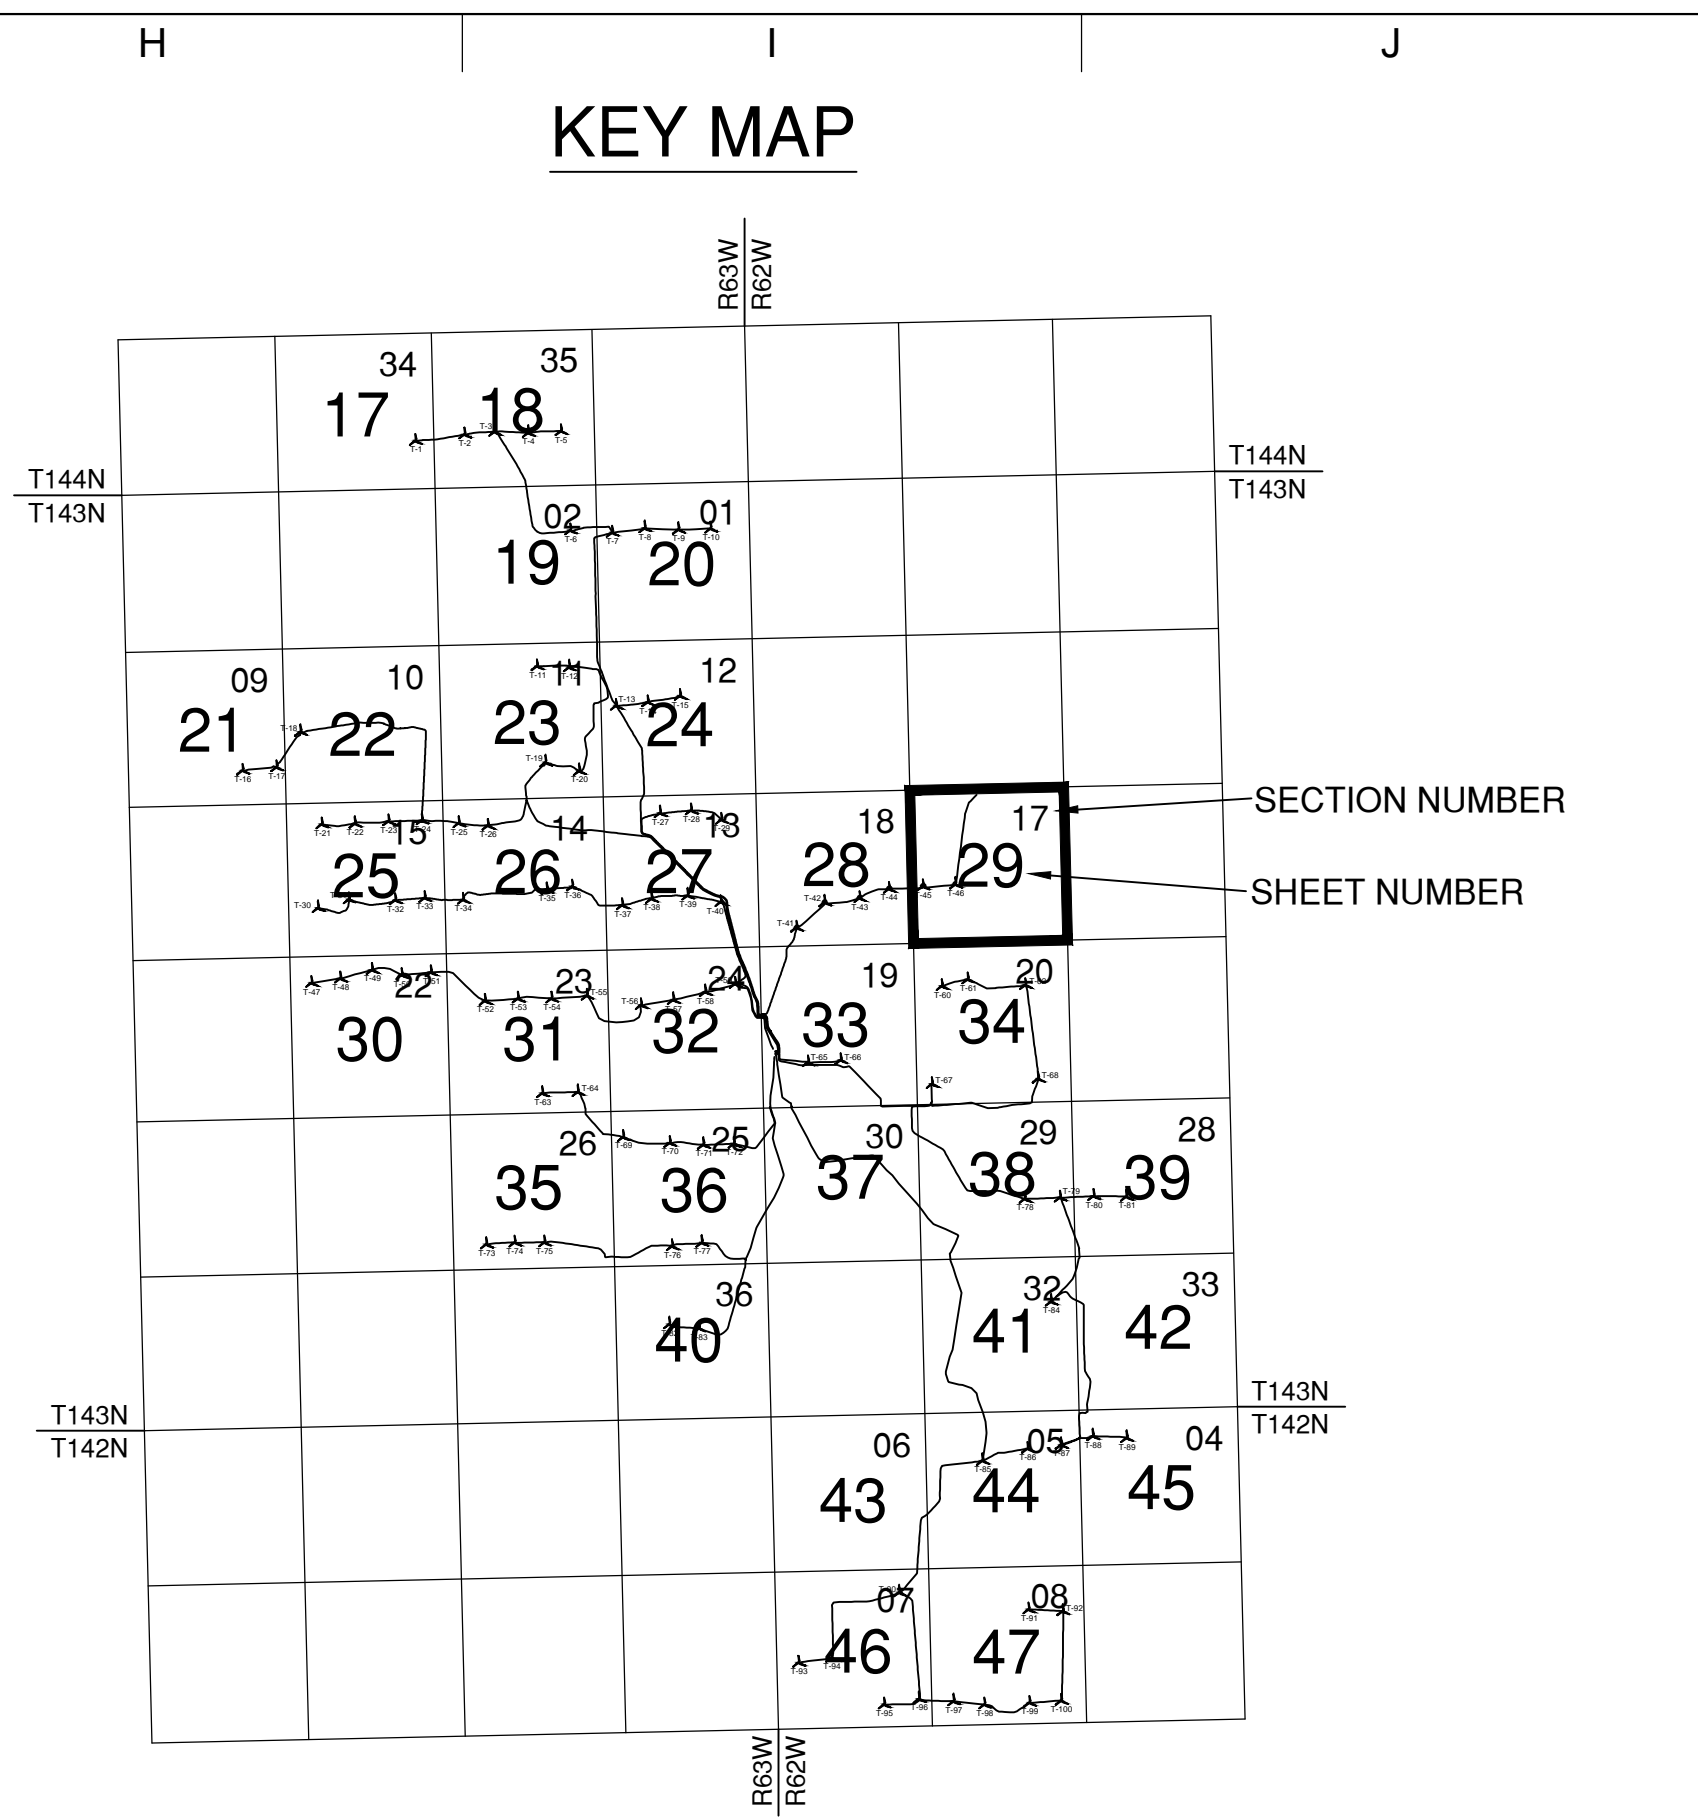 H I J
KEY MAP
R63W
R62W
34 35
17 18
T-1 T-2 T-3 T-4 T-5
T144N
T143N
T144N
T143N
02 01
T-6 T-7 T-8 T-9 T-10
19 20
09 10 11 12
T-11 T-12 T-13 T-15
21 22 23 24
T-18
T-16 T-17 T-19 T-20
SECTION NUMBER
T-27 T-28 T-29
T-21 T-22 T-23 T-24 T-25 T-26
15 14 13 18 17
25 26 27 28 29
SHEET NUMBER
T-30 T-32 T-33 T-34 T-35 T-36 T-37 T-38 T-39 T-40 T-41 T-42 T-43 T-44 T-45 T-46
22 23 24 19 20
T-47 T-48 T-49 T-51 T-52 T-53 T-54 T-55 T-56 T-57 T-58 T-60 T-61
30 31 32 33 34
T-63 T-64 T-65 T-66 T-67 T-68
26 25 30 29 28
T-69 T-70 T-71 T-72
35 36 37 38 39
T-78 T-79 T-80 T-81
T-73 T-74 T-75 T-76 T-77
36 32 33
T-83 T-84
40 41 42
T143N
T142N
T143N
T142N
06 05 04
T-85 T-86 T-87 T-88 T-89
43 44 45
07 08
T-91 T-92
46 47
T-93 T-94
T-95 T-96 T-97 T-98 T-99 T-100
R63W
R62W